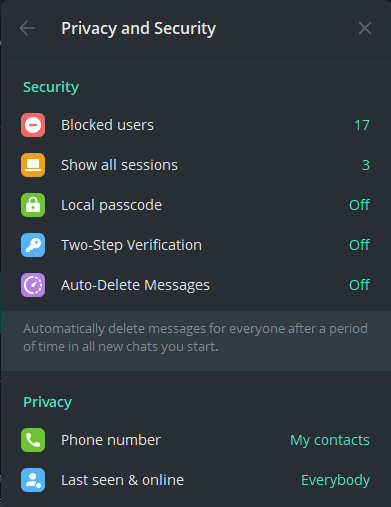 Privacy and Security
Security
Blocked users 17
Show all sessions 3
Local passcode Off
Two-Step Verification Off
Auto-Delete Messages Off
Automatically delete messages for everyone after a period
of time in all new chats you start.
Privacy
Phone number My contacts
Last seen & online Everybody